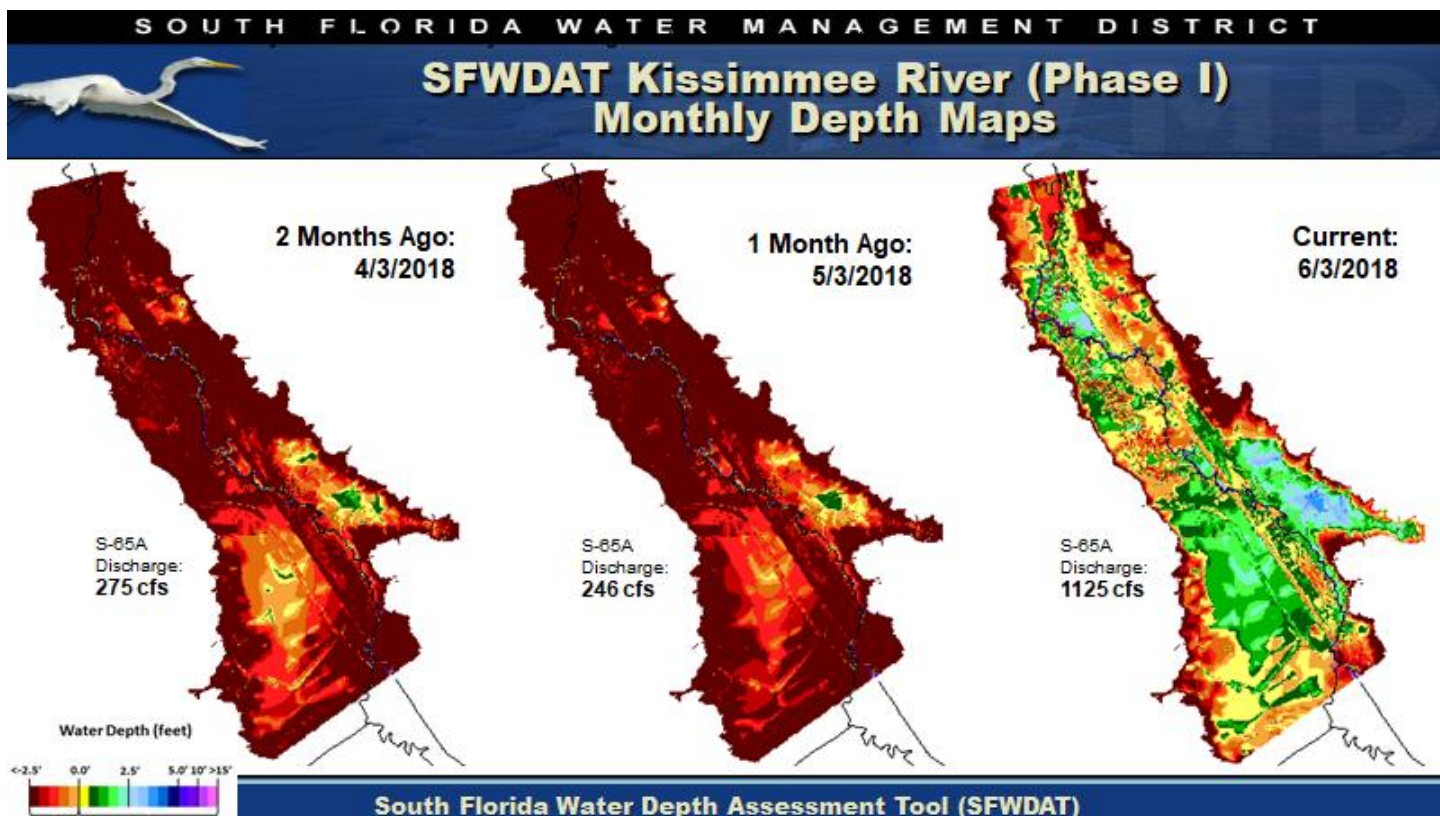 SOUTH FLORIDA WATER MANAGEMENT DISTRICT
SFWDAT Kissimmee River (Phase I)
Monthly Depth Maps
2 Months Ago:
4/3/2018
1 Month Ago:
5/3/2018
Current:
6/3/2018
S-65A
Discharge:
275 cfs
S-65A
Discharge:
246 cfs
S-65A
Discharge:
1125 cfs
Water Depth (feet)
<-2.5' 0.0' 2.5' 5.0' 10' >15'
South Florida Water Depth Assessment Tool (SFWDAT)